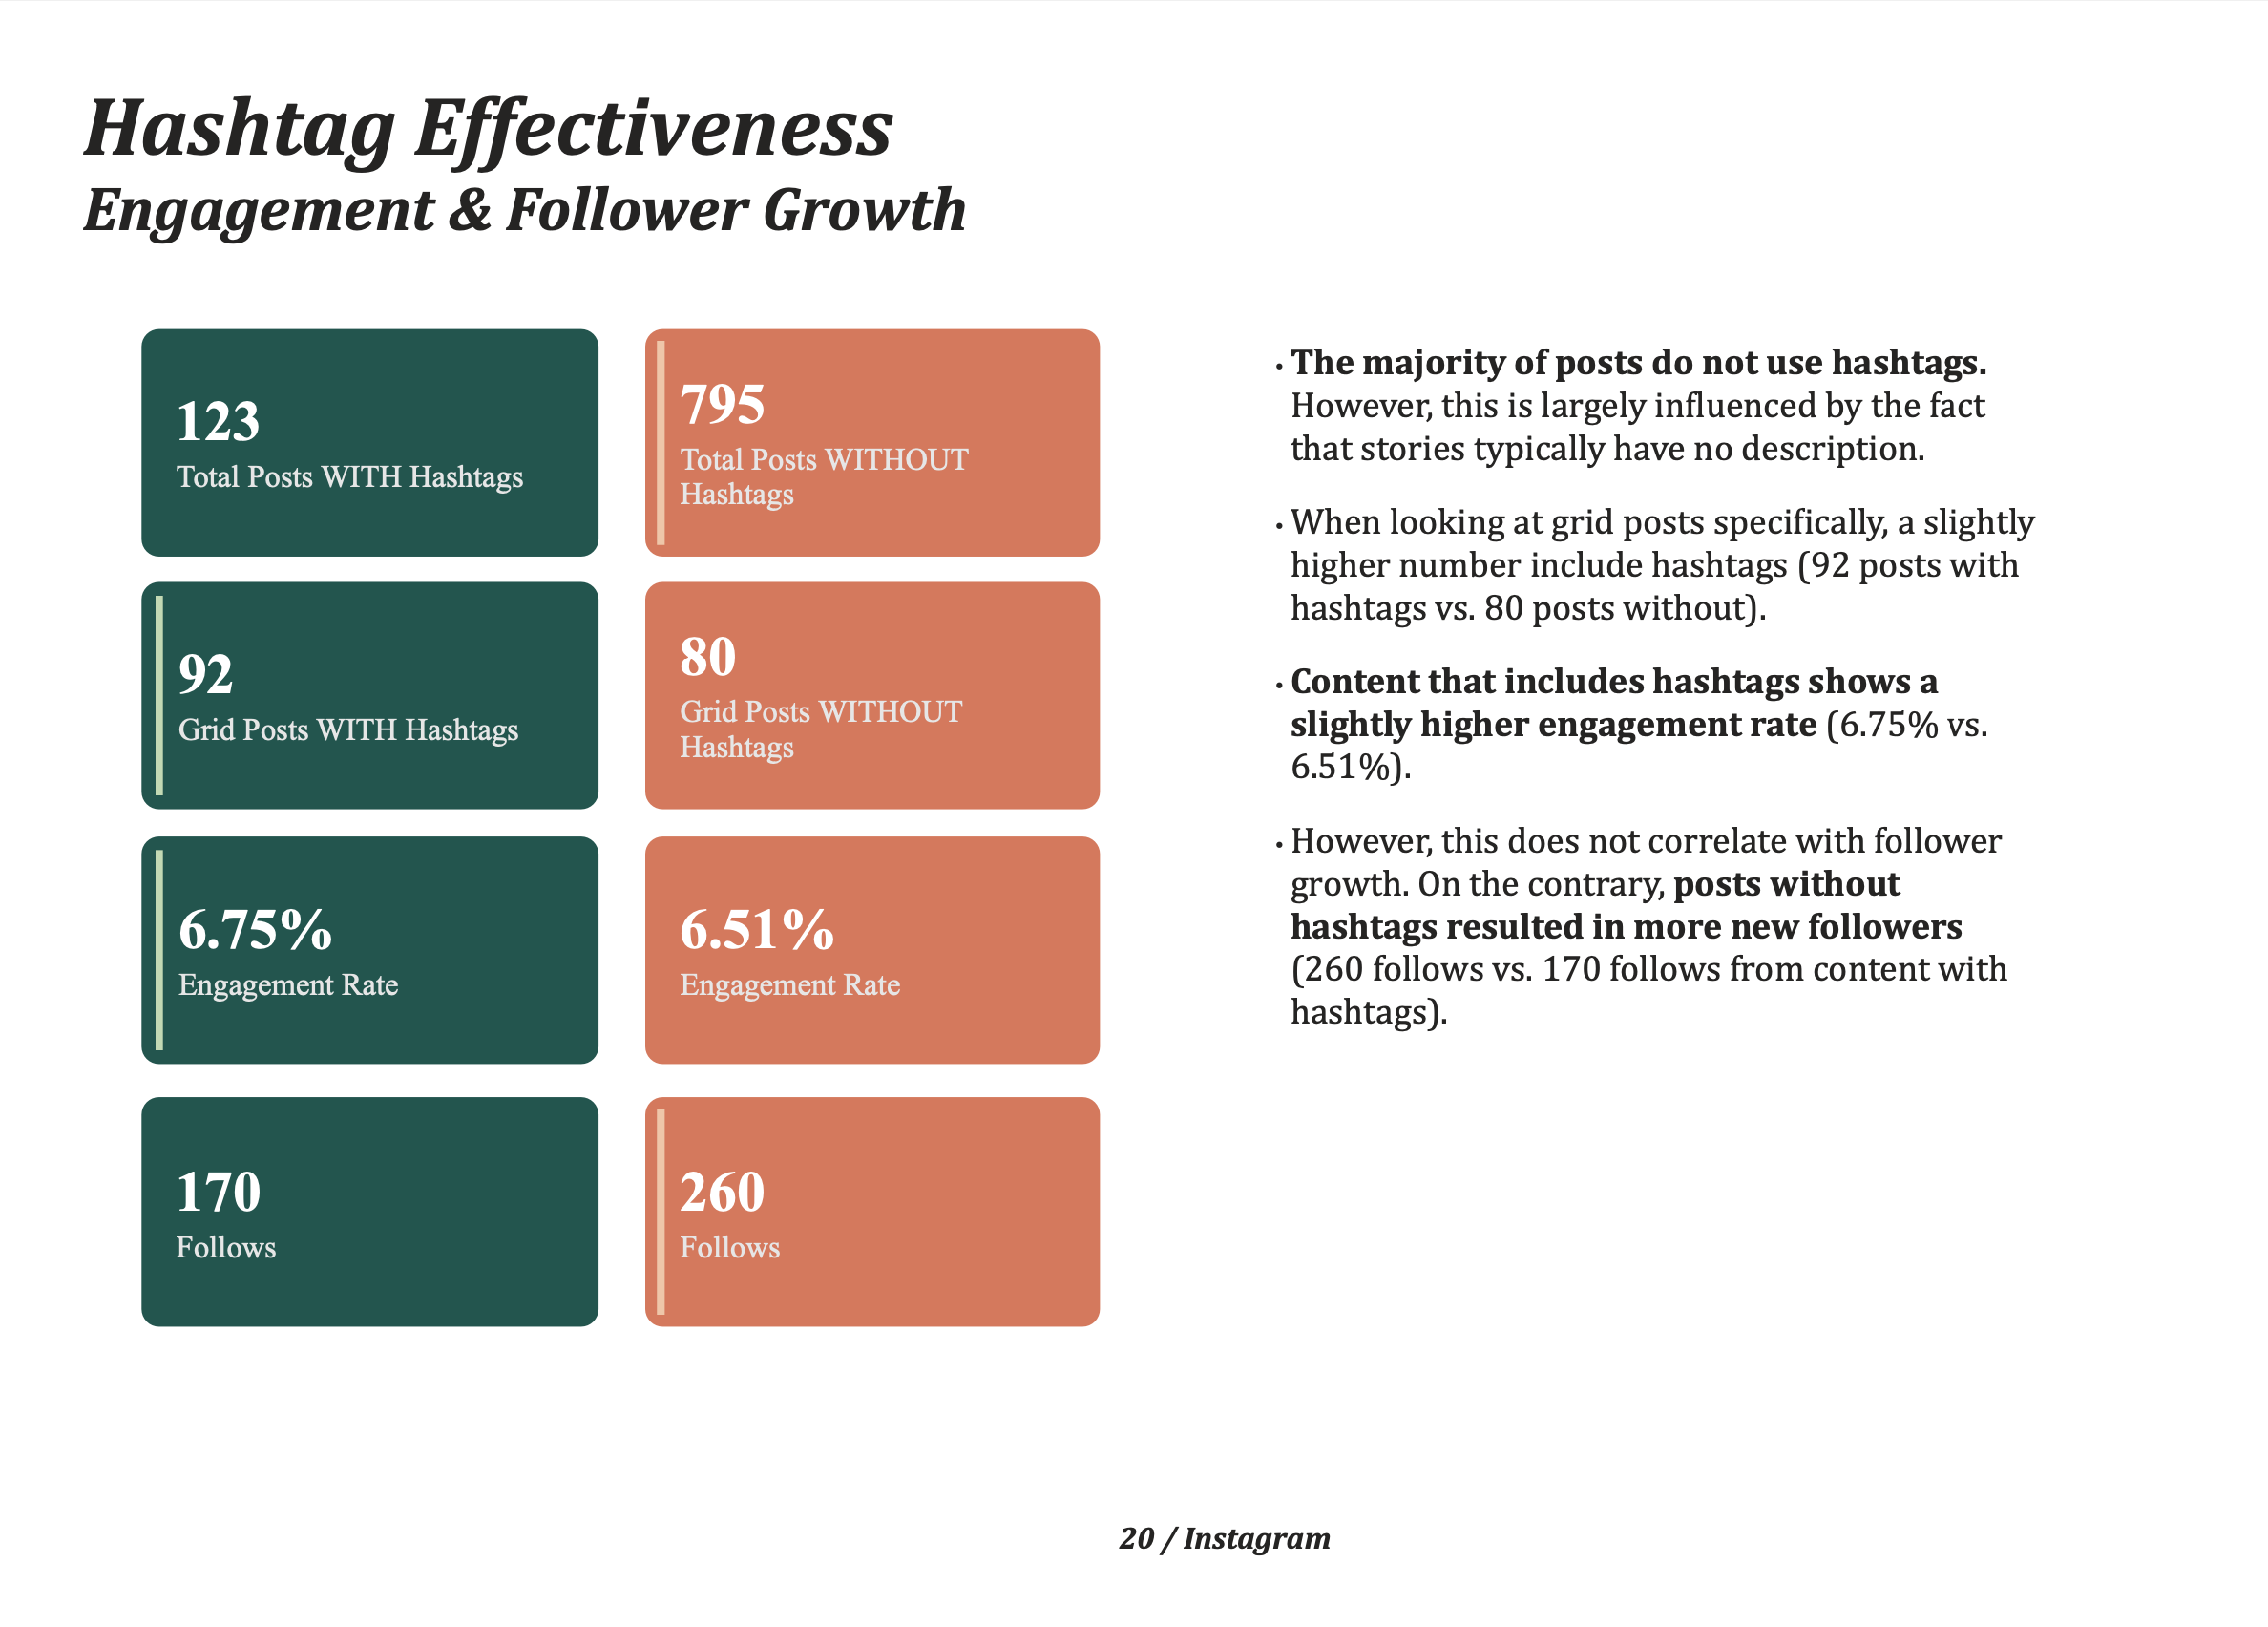 Hashtag Effectiveness
Engagement & Follower Growth
123
Total Posts WITH Hashtags
795
Total Posts WITHOUT
Hashtags
92
Grid Posts WITH Hashtags
80
Grid Posts WITHOUT
Hashtags
6.75%
Engagement Rate
6.51%
Engagement Rate
170
Follows
260
Follows
• The majority of posts do not use hashtags.
However, this is largely influenced by the fact
that stories typically have no description.
• When looking at grid posts specifically, a slightly
higher number include hashtags (92 posts with
hashtags vs. 80 posts without).
• Content that includes hashtags shows a
slightly higher engagement rate (6.75% vs.
6.51%).
• However, this does not correlate with follower
growth. On the contrary, posts without
hashtags resulted in more new followers
(260 follows vs. 170 follows from content with
hashtags).
20 / Instagram